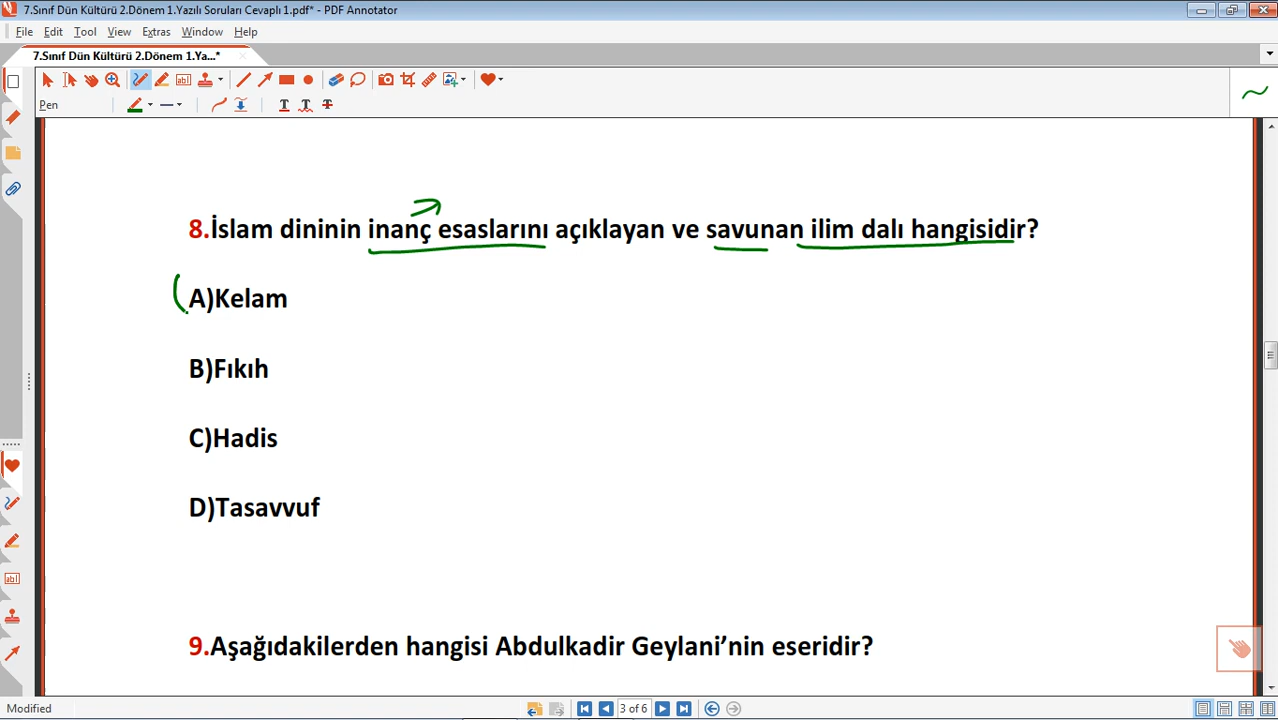 7.Sınıf Dün Kültürü 2.Dönem 1.Yazılı Soruları Cevaplı 1.pdf* - PDF Annotator
File Edit Tool View Extras Window Help
7.Sınıf Dün Kültürü 2.Dönem 1.Ya...*
Pen
8.İslam dininin inanç esaslarını açıklayan ve savunan ilim dalı hangisidir?
A)Kelam
B)Fıkıh
C)Hadis
D)Tasavvuf
9.Aşağıdakilerden hangisi Abdulkadir Geylani’nin eseridir?
Modified 3 of 6